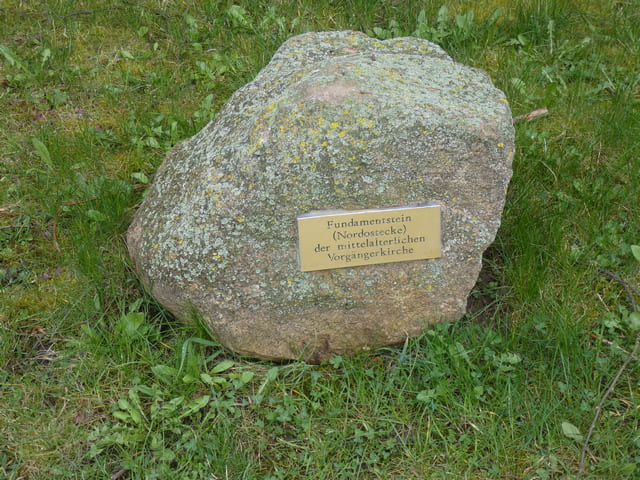 Fundamentstein
(Nordostecke)
der mittelalterlichen
Vorgängerkirche